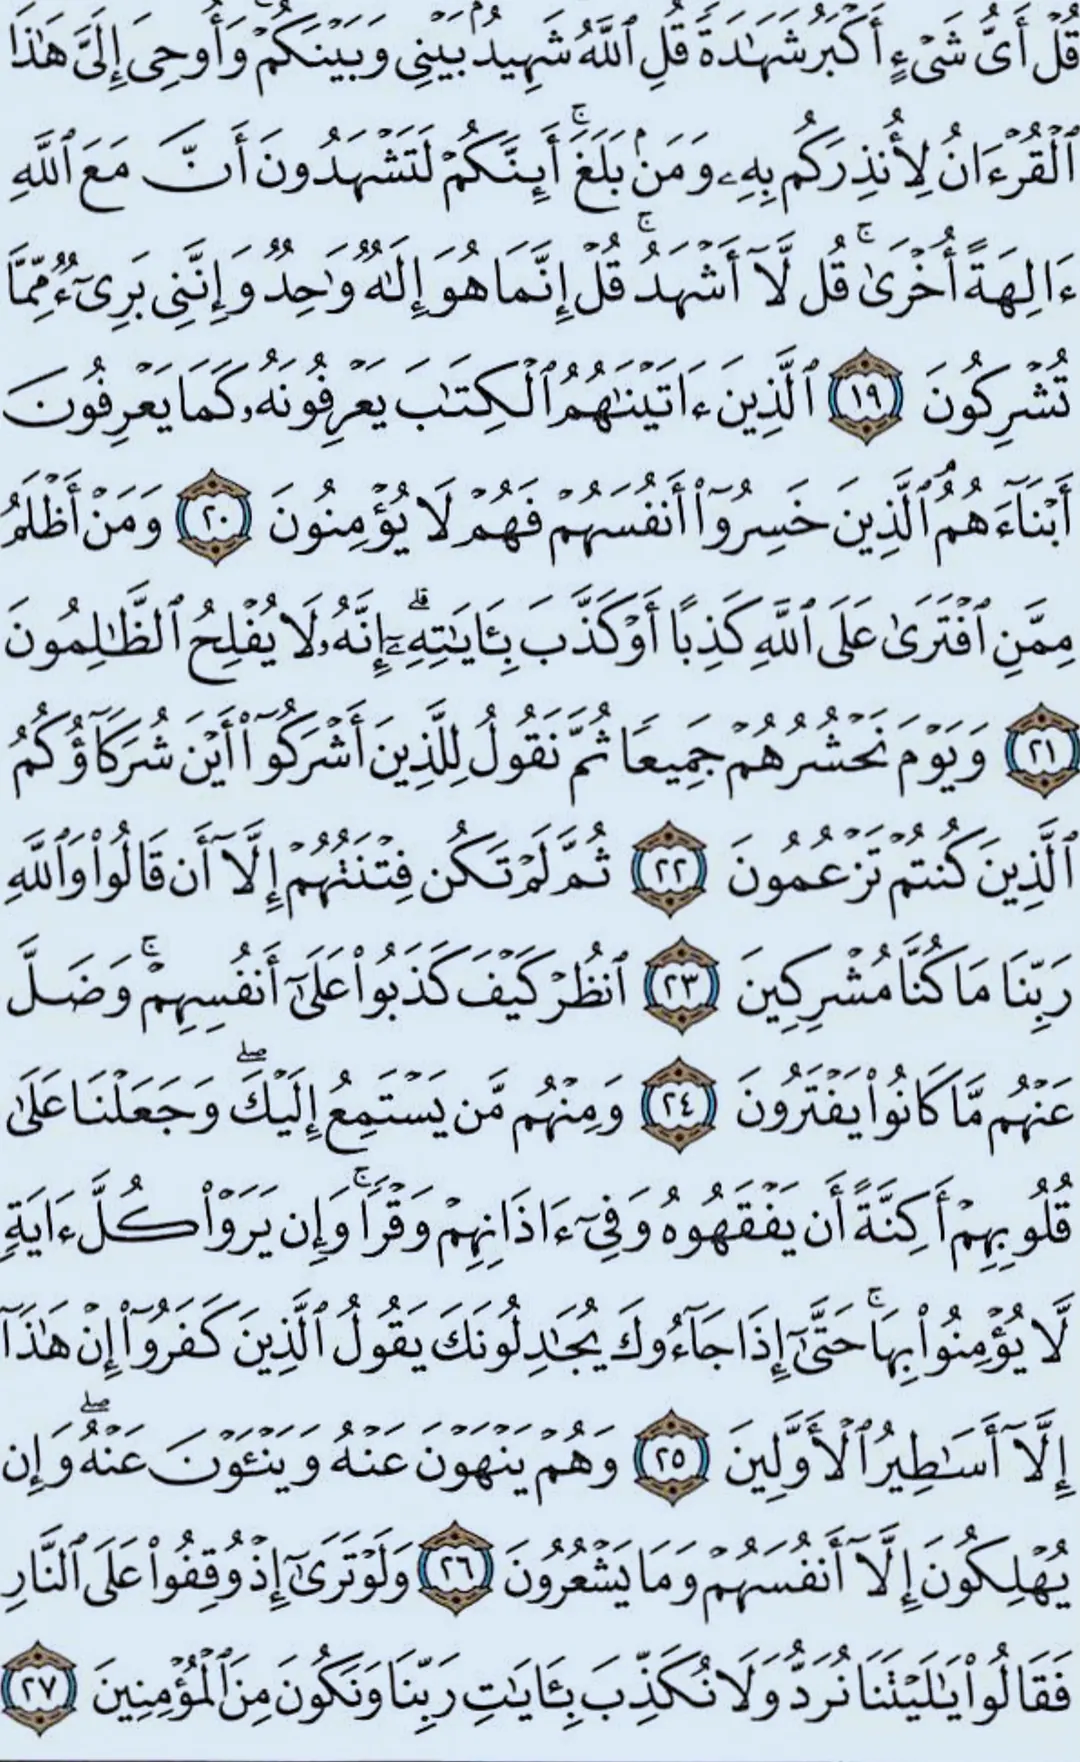 قُلْ أَىُّ شَىْءٍ أَكْبَرُ شَهَٰدَةً ۖ قُلِ ٱللَّهُ شَهِيدٌۢ بَيْنِى وَبَيْنَكُمْ ۚ وَأُوحِىَ إِلَىَّ هَٰذَا
ٱلْقُرْءَانُ لِأُنذِرَكُم بِهِۦ وَمَنۢ بَلَغَ ۚ أَئِنَّكُمْ لَتَشْهَدُونَ أَنَّ مَعَ ٱللَّهِ
ءَالِهَةً أُخْرَىٰ ۚ قُل لَّآ أَشْهَدُ ۚ قُلْ إِنَّمَا هُوَ إِلَٰهٌ وَٰحِدٌ وَإِنَّنِى بَرِىٓءٌ مِّمَّا
تُشْرِكُونَ ١٩ ٱلَّذِينَ ءَاتَيْنَٰهُمُ ٱلْكِتَٰبَ يَعْرِفُونَهُۥ كَمَا يَعْرِفُونَ
أَبْنَآءَهُمُ ٱلَّذِينَ خَسِرُوٓا۟ أَنفُسَهُمْ فَهُمْ لَا يُؤْمِنُونَ ٢٠ وَمَنْ أَظْلَمُ
مِمَّنِ ٱفْتَرَىٰ عَلَى ٱللَّهِ كَذِبًا أَوْ كَذَّبَ بِـَٔايَٰتِهِۦٓ ۗ إِنَّهُۥ لَا يُفْلِحُ ٱلظَّٰلِمُونَ
٢١ وَيَوْمَ نَحْشُرُهُمْ جَمِيعًا ثُمَّ نَقُولُ لِلَّذِينَ أَشْرَكُوٓا۟ أَيْنَ شُرَكَآؤُكُمُ
ٱلَّذِينَ كُنتُمْ تَزْعُمُونَ ٢٢ ثُمَّ لَمْ تَكُن فِتْنَتُهُمْ إِلَّآ أَن قَالُوا۟ وَٱللَّهِ
رَبِّنَا مَا كُنَّا مُشْرِكِينَ ٢٣ ٱنظُرْ كَيْفَ كَذَبُوا۟ عَلَىٰٓ أَنفُسِهِمْ ۚ وَضَلَّ
عَنْهُم مَّا كَانُوا۟ يَفْتَرُونَ ٢٤ وَمِنْهُم مَّن يَسْتَمِعُ إِلَيْكَ ۖ وَجَعَلْنَا عَلَىٰ
قُلُوبِهِمْ أَكِنَّةً أَن يَفْقَهُوهُ وَفِىٓ ءَاذَانِهِمْ وَقْرًا ۚ وَإِن يَرَوْا۟ كُلَّ ءَايَةٍ
لَّا يُؤْمِنُوا۟ بِهَا ۚ حَتَّىٰٓ إِذَا جَآءُوكَ يُجَٰدِلُونَكَ يَقُولُ ٱلَّذِينَ كَفَرُوٓا۟ إِنْ هَٰذَآ
إِلَّآ أَسَٰطِيرُ ٱلْأَوَّلِينَ ٢٥ وَهُمْ يَنْهَوْنَ عَنْهُ وَيَنْـَٔوْنَ عَنْهُ ۖ وَإِن
يُهْلِكُونَ إِلَّآ أَنفُسَهُمْ وَمَا يَشْعُرُونَ ٢٦ وَلَوْ تَرَىٰٓ إِذْ وُقِفُوا۟ عَلَى ٱلنَّارِ
فَقَالُوا۟ يَٰلَيْتَنَا نُرَدُّ وَلَا نُكَذِّبَ بِـَٔايَٰتِ رَبِّنَا وَنَكُونَ مِنَ ٱلْمُؤْمِنِينَ ٢٧